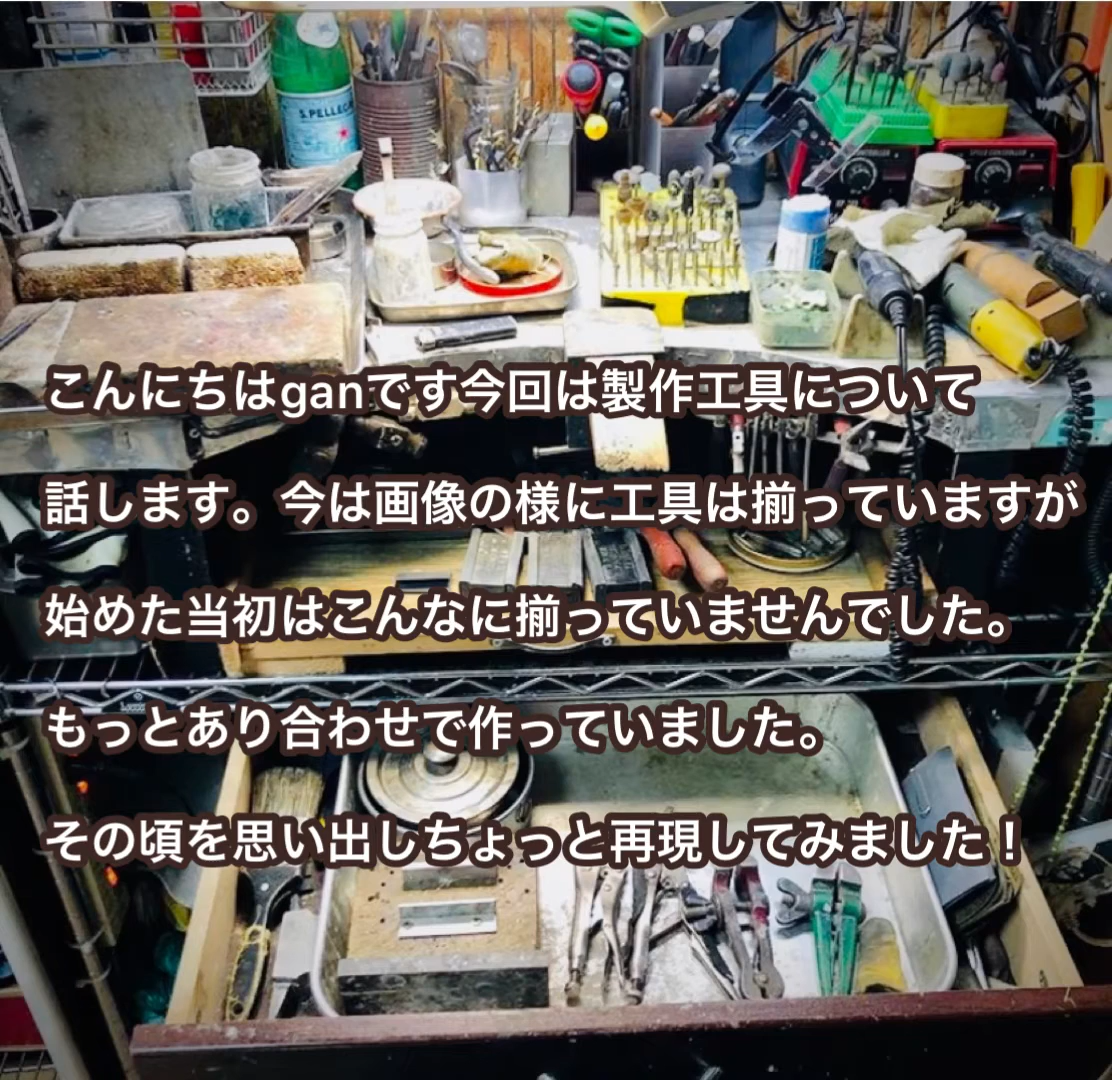 S.PELLEG
こんにちはganです今回は製作工具について
話します。今は画像の様に工具は揃っていますが
始めた当初はこんなに揃っていませんでした。
もっとあり合わせで作っていました。
その頃を思い出しちょっと再現してみました！